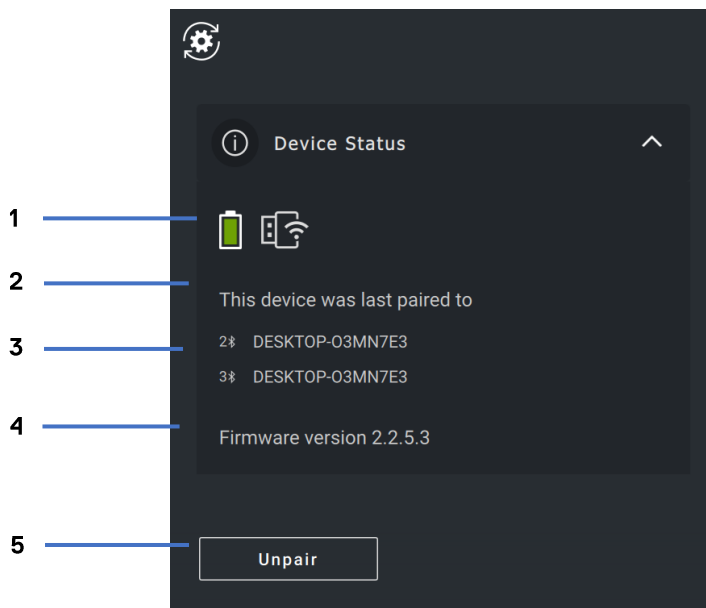 Device Status
1
2
This device was last paired to
3
2 DESKTOP-O3MN7E3
3 DESKTOP-O3MN7E3
4
Firmware version 2.2.5.3
5
Unpair